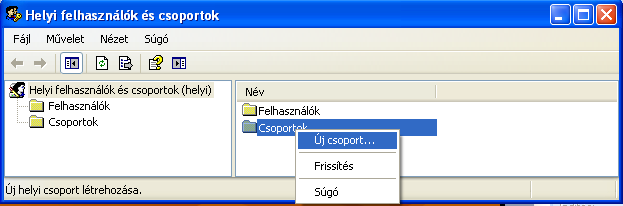 Helyi felhasználók és csoportok
Fájl Művelet Nézet Súgó
Helyi felhasználók és csoportok (helyi)
Felhasználók
Csoportok
Név
Felhasználók
Csoportok
Új csoport...
Frissítés
Súgó
Új helyi csoport létrehozása.